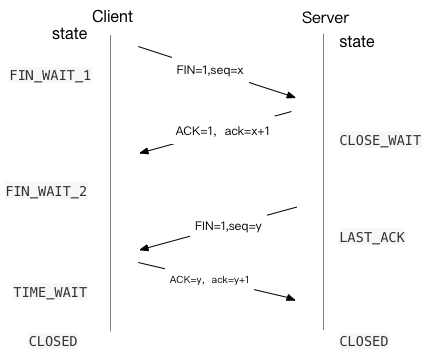 Client
Server
state
state
FIN_WAIT_1
FIN=1,seq=x
ACK=1, ack=x+1
CLOSE_WAIT
FIN_WAIT_2
FIN=1,seq=y
LAST_ACK
ACK=y, ack=y+1
TIME_WAIT
CLOSED
CLOSED